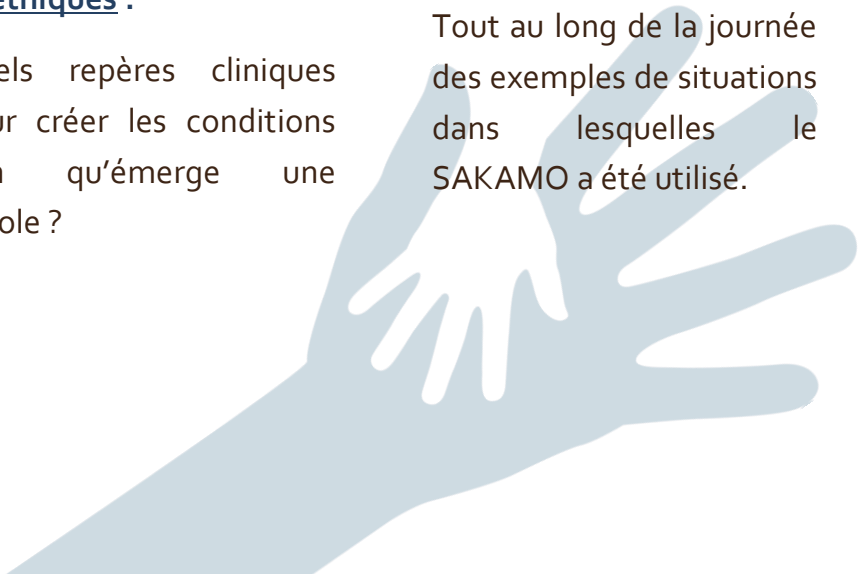 éthiques :
els repères cliniques
ur créer les conditions
qu’émerge une
ole ?
Tout au long de la journée
des exemples de situations
dans lesquelles le
SAKAMO a été utilisé.